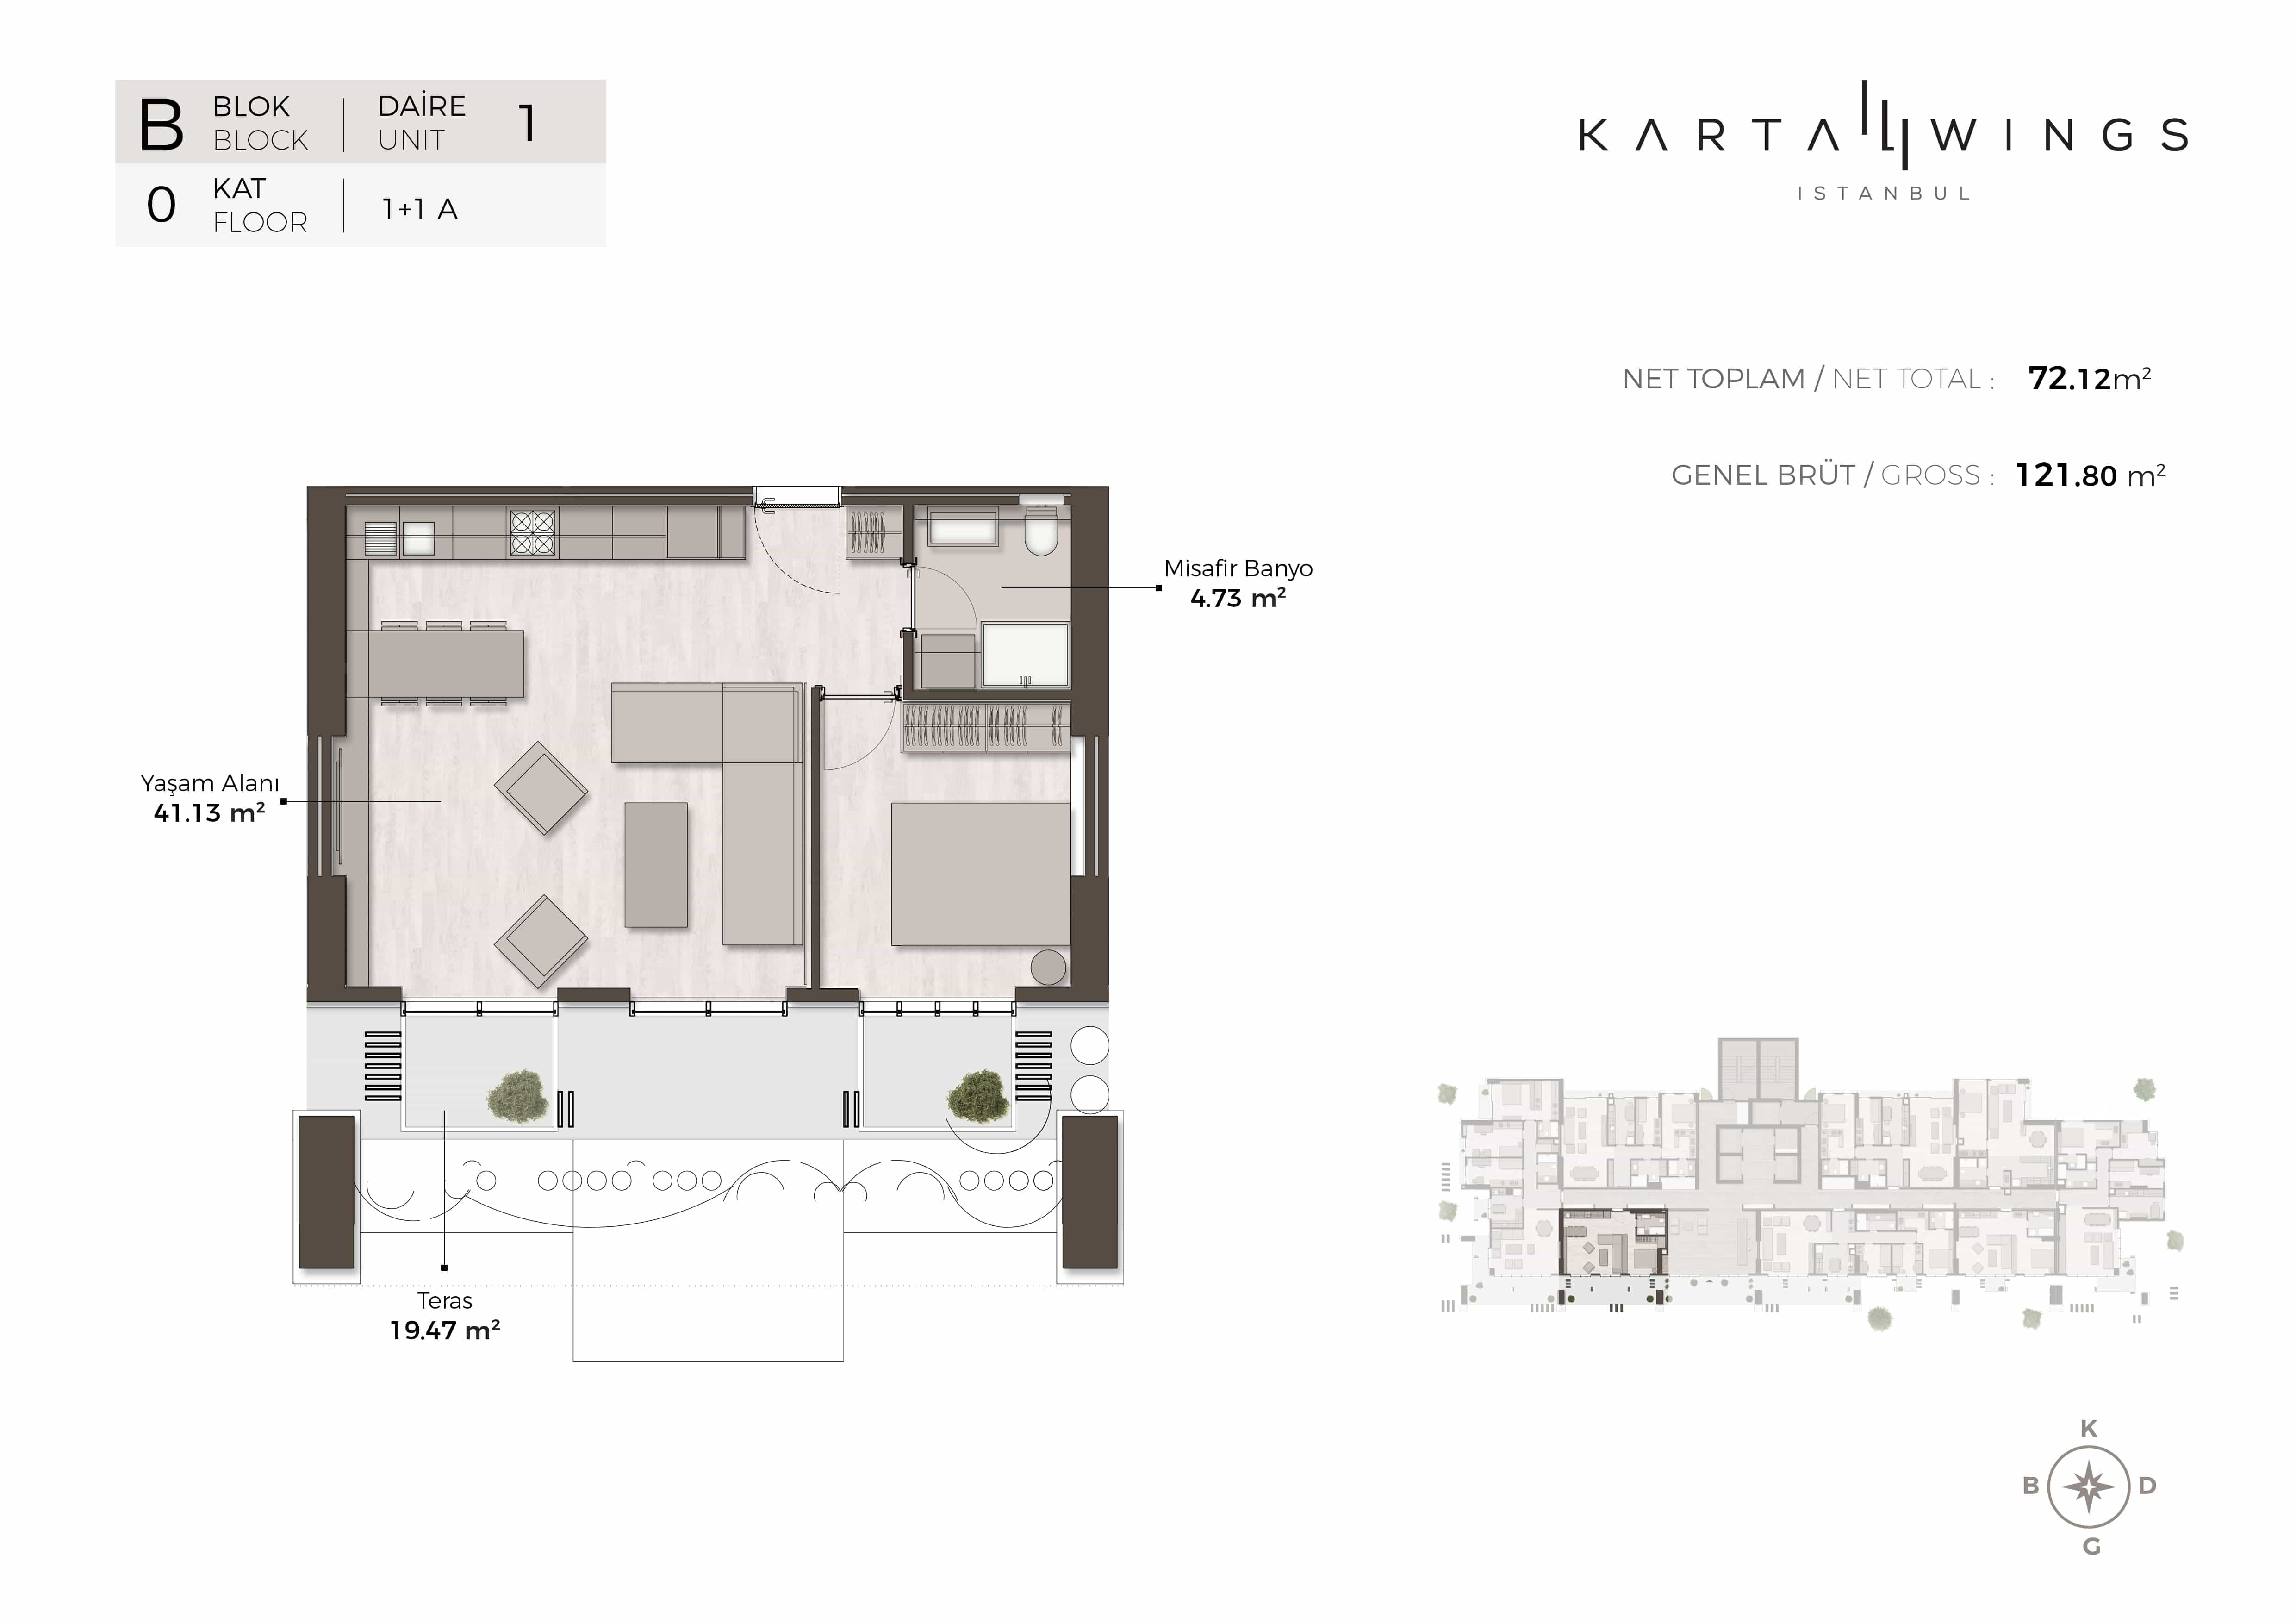 B BLOK BLOCK DAİRE UNIT 1
0 KAT FLOOR 1+1 A
KARTALWINGS
ISTANBUL
NET TOPLAM / NET TOTAL : 72.12m²
GENEL BRÜT / GROSS : 121.80 m²
Misafir Banyo
4.73 m²
Yaşam Alanı
41.13 m²
Teras
19.47 m²
K
B D
G